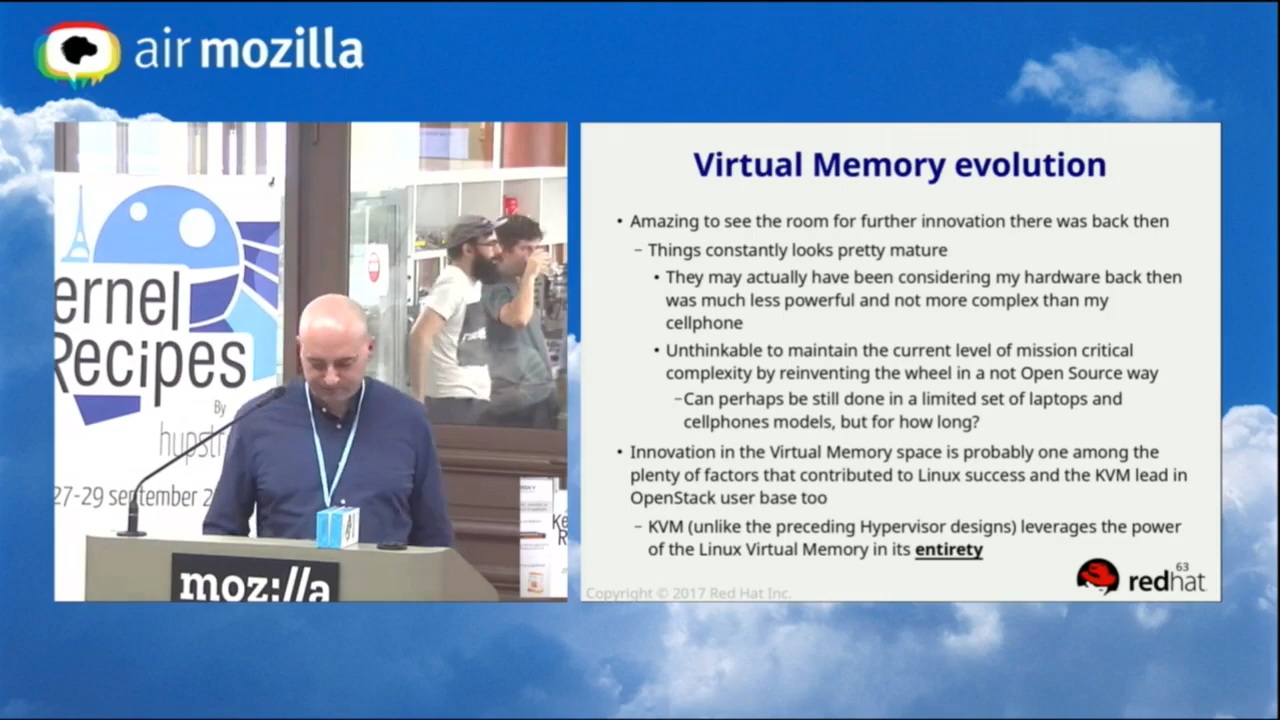 air mozilla
ernel
Recipes
By
hupst
27-29 september 2
moz://a
Virtual Memory evolution
• Amazing to see the room for further innovation there was back then
– Things constantly looks pretty mature
• They may actually have been considering my hardware back then
was much less powerful and not more complex than my
cellphone
• Unthinkable to maintain the current level of mission critical
complexity by reinventing the wheel in a not Open Source way
–Can perhaps be still done in a limited set of laptops and
cellphones models, but for how long?
• Innovation in the Virtual Memory space is probably one among the
plenty of factors that contributed to Linux success and the KVM lead in
OpenStack user base too
– KVM (unlike the preceding Hypervisor designs) leverages the power
of the Linux Virtual Memory in its entirety
63
redhat
Copyright © 2017 Red Hat Inc.
Ke
R